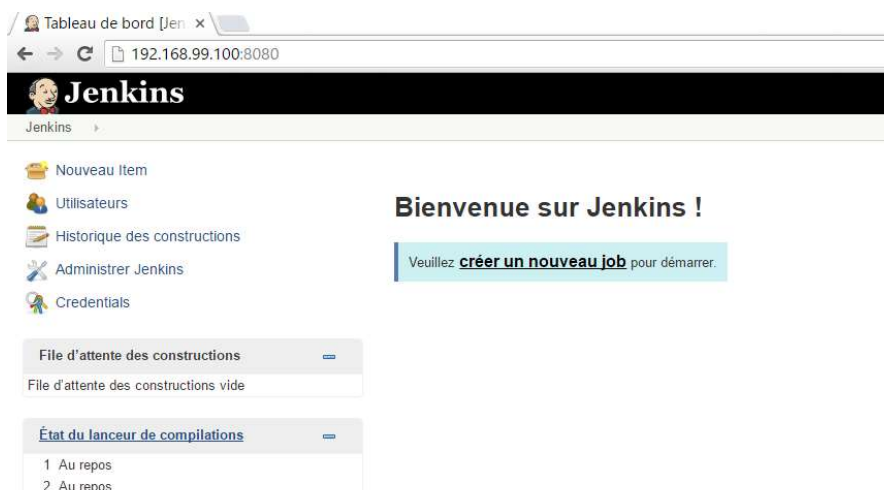 Tableau de bord [Jen
192.168.99.100:8080
Jenkins
Jenkins
Nouveau Item
Utilisateurs
Historique des constructions
Administrer Jenkins
Credentials
Bienvenue sur Jenkins !
Veuillez créer un nouveau job pour démarrer.
File d'attente des constructions
File d'attente des constructions vide
État du lanceur de compilations
1 Au repos
2 Au repos